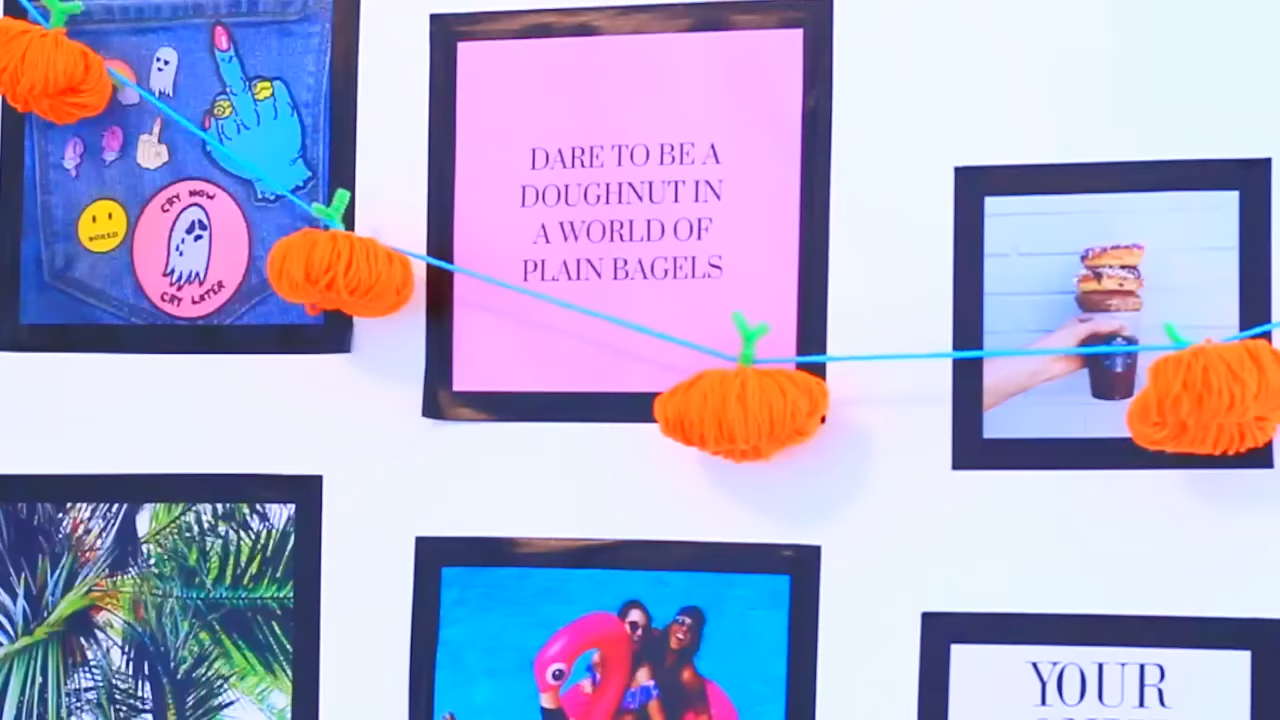 CRY NOW
BORED
CRY LATER
DARE TO BE A
DOUGHNUT IN
A WORLD OF
PLAIN BAGELS
YOUR